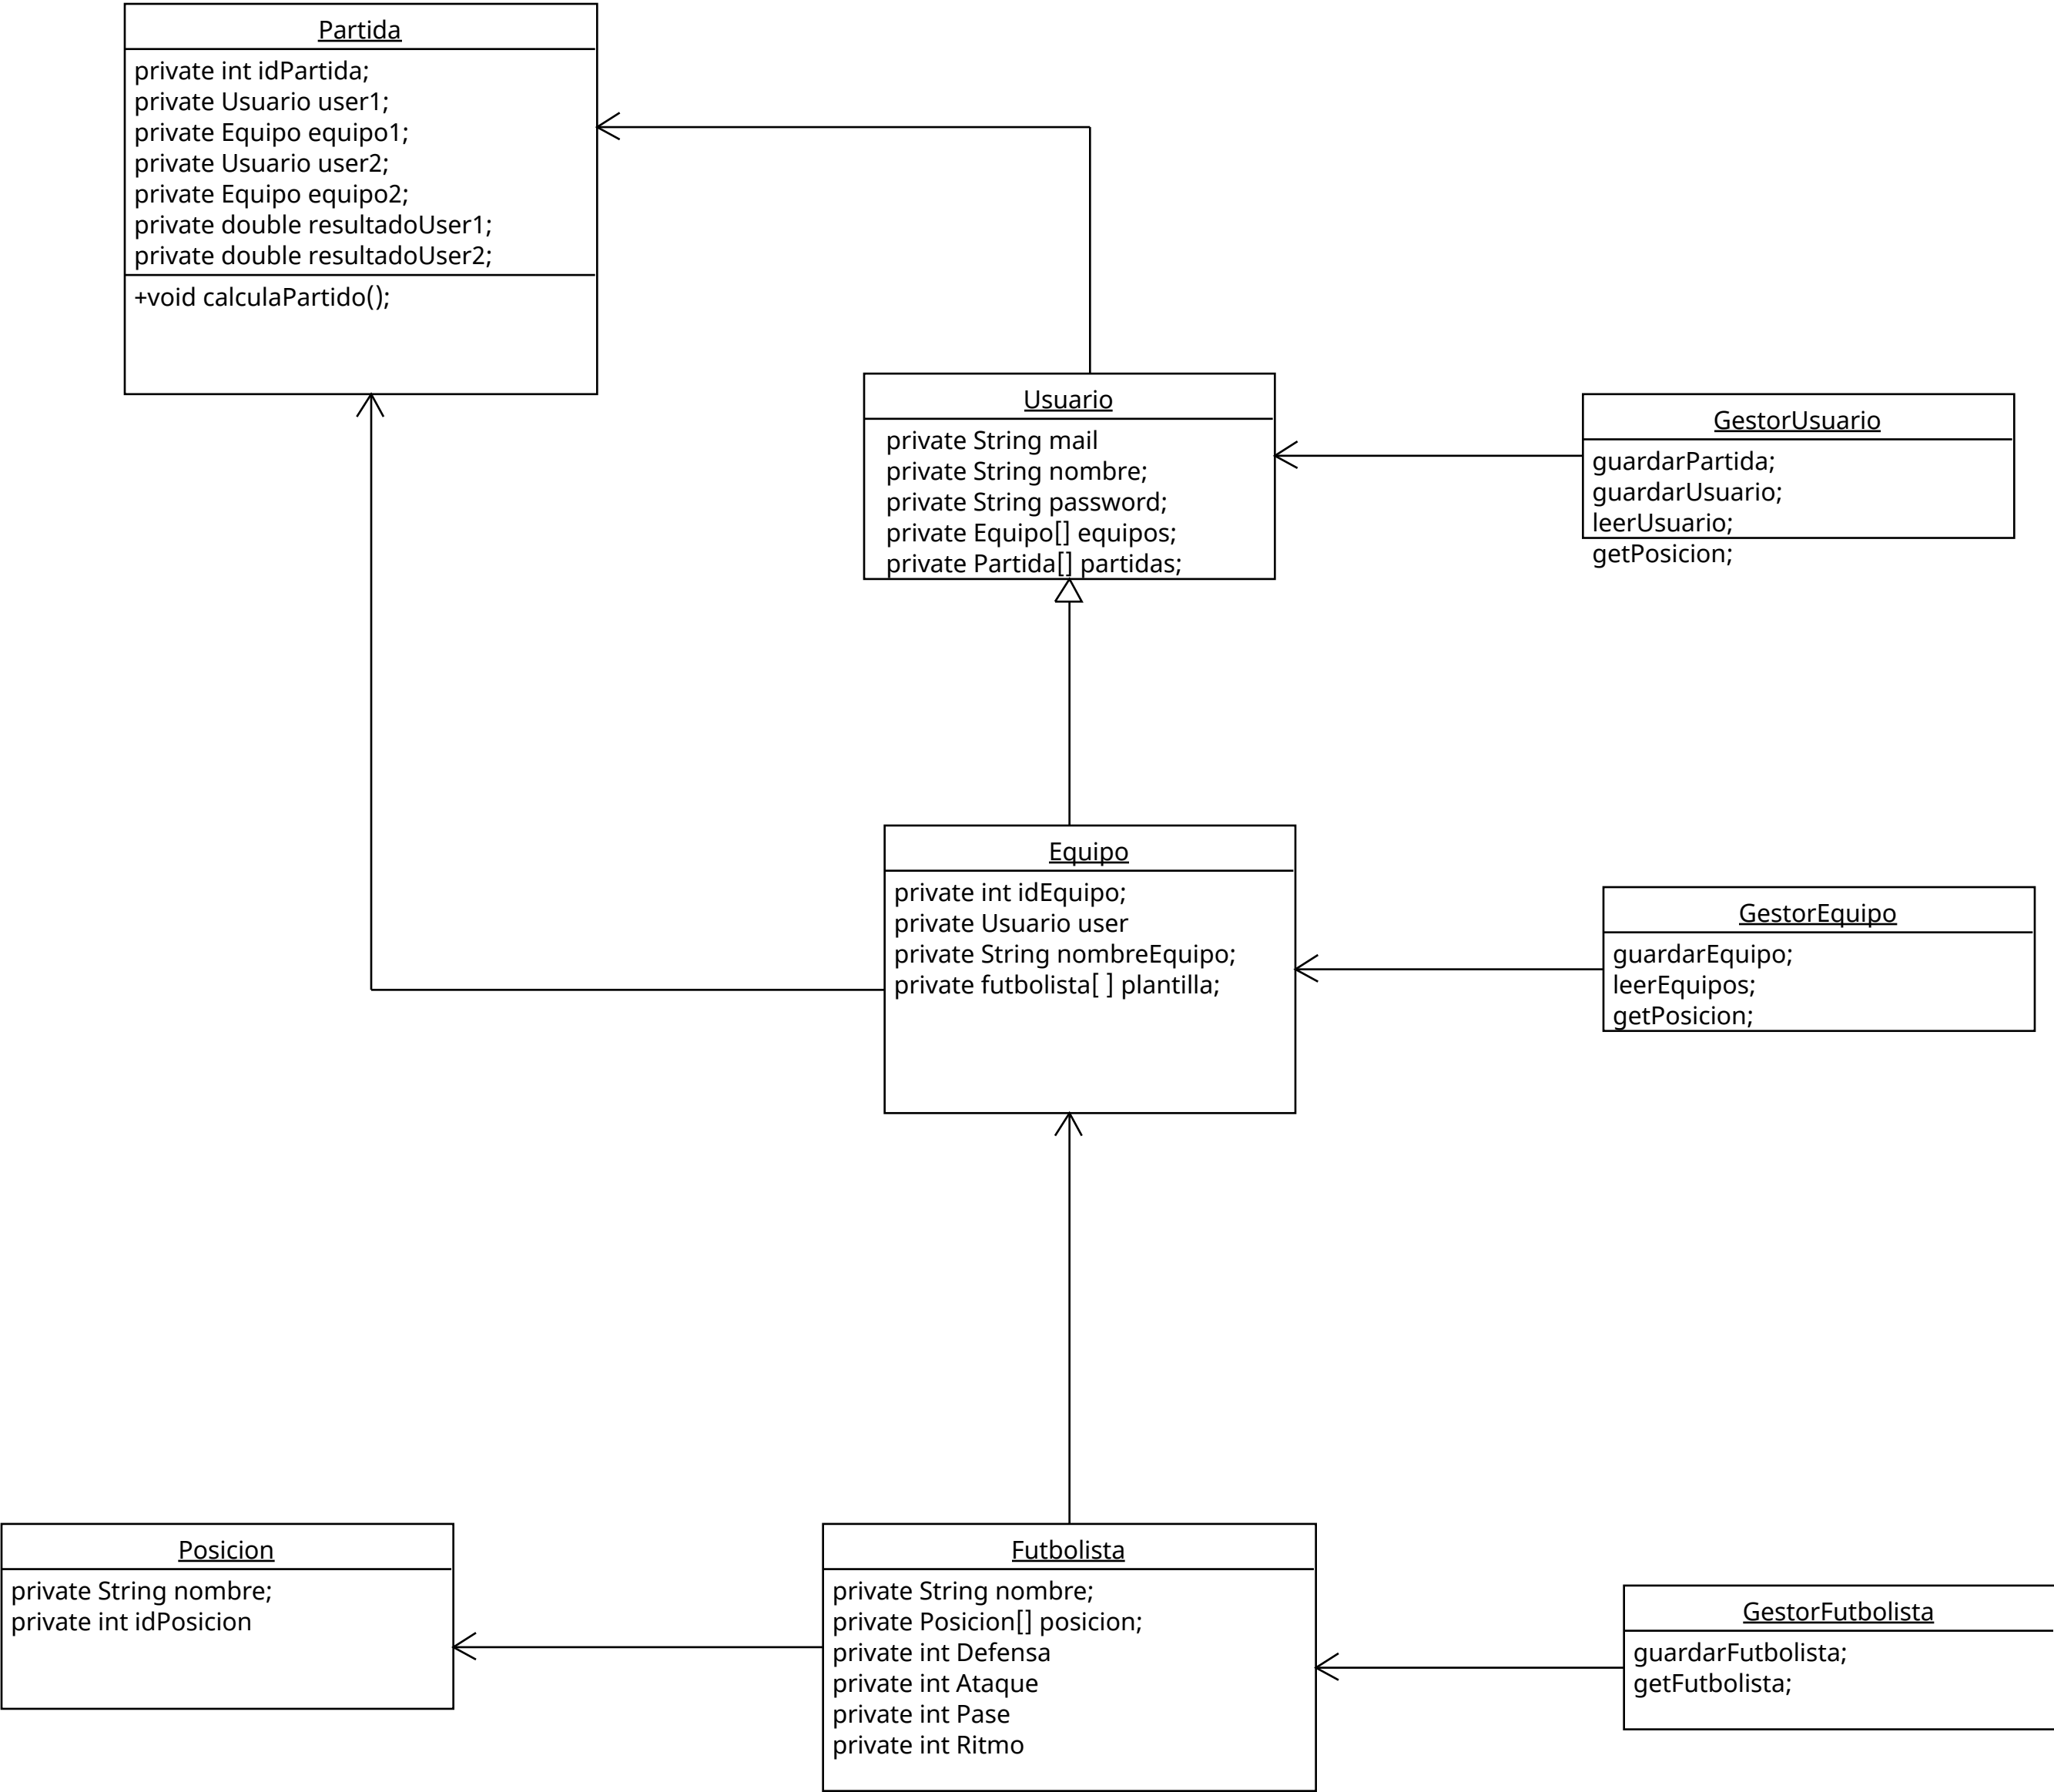 Partida
private int idPartida;
private Usuario user1;
private Equipo equipo1;
private Usuario user2;
private Equipo equipo2;
private double resultadoUser1;
private double resultadoUser2;
+void calculaPartido();
Usuario
private String mail
private String nombre;
private String password;
private Equipo[] equipos;
private Partida[] partidas;
GestorUsuario
guardarPartida;
guardarUsuario;
leerUsuario;
getPosicion;
Equipo
private int idEquipo;
private Usuario user
private String nombreEquipo;
private futbolista[ ] plantilla;
GestorEquipo
guardarEquipo;
leerEquipos;
getPosicion;
Posicion
private String nombre;
private int idPosicion
Futbolista
private String nombre;
private Posicion[] posicion;
private int Defensa
private int Ataque
private int Pase
private int Ritmo
GestorFutbolista
guardarFutbolista;
getFutbolista;